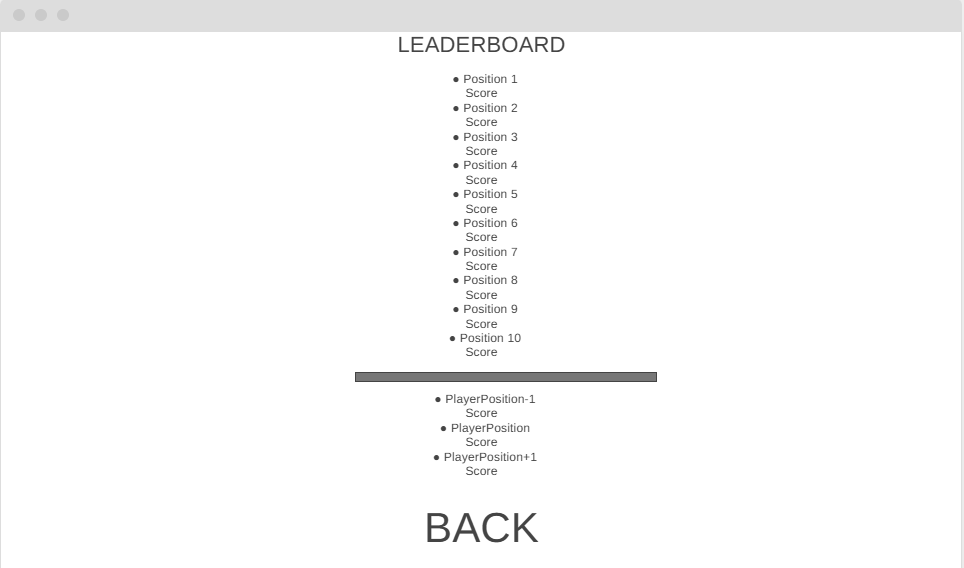 LEADERBOARD
● Position 1
Score
● Position 2
Score
● Position 3
Score
● Position 4
Score
● Position 5
Score
● Position 6
Score
● Position 7
Score
● Position 8
Score
● Position 9
Score
● Position 10
Score
● PlayerPosition-1
Score
● PlayerPosition
Score
● PlayerPosition+1
Score
BACK